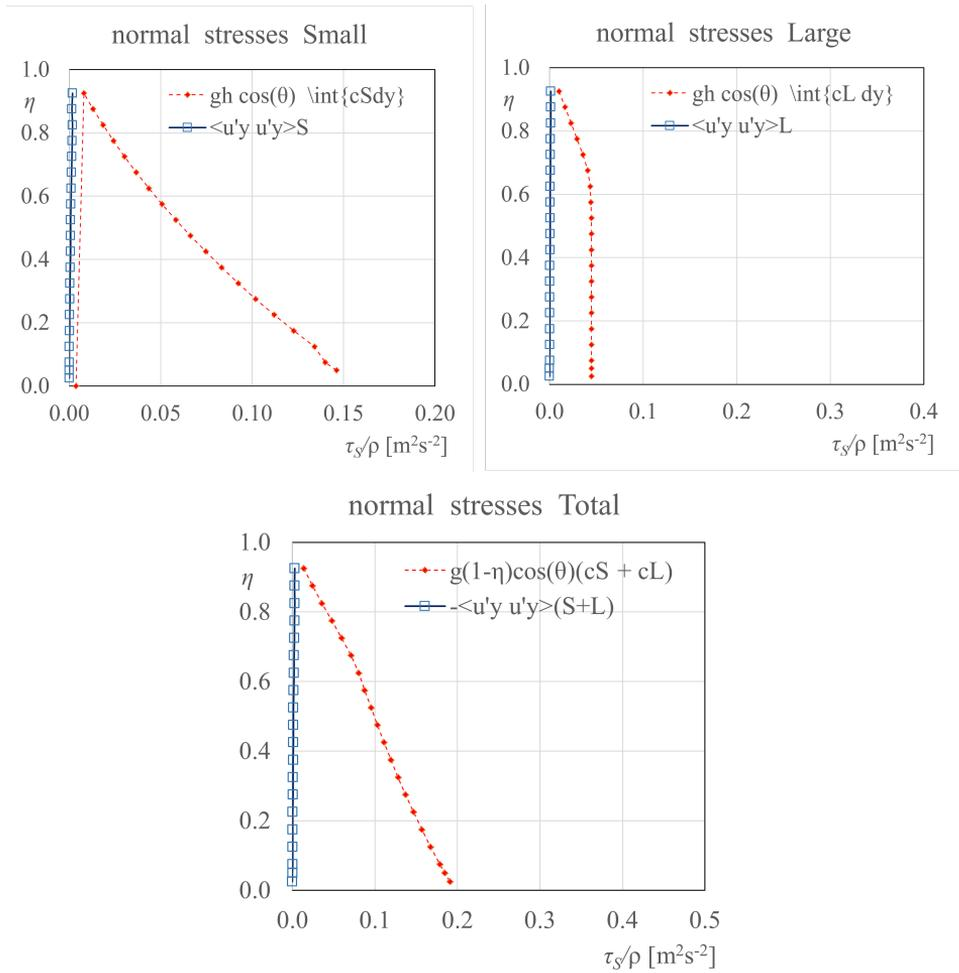 normal stresses Small
1.0
η
0.8
0.6
0.4
0.2
0.0
gh cos(θ) \int{cSdy}
<u'y u'y>S
0.00 0.05 0.10 0.15 0.20
τS/ρ [m²s⁻²]
normal stresses Large
1.0
η
0.8
0.6
0.4
0.2
0.0
gh cos(θ) \int{cL dy}
<u'y u'y>L
0.0 0.1 0.2 0.3 0.4
τS/ρ [m²s⁻²]
normal stresses Total
1.0
η
0.8
0.6
0.4
0.2
0.0
g(1-η)cos(θ)(cS + cL)
-<u'y u'y>(S+L)
0.0 0.1 0.2 0.3 0.4 0.5
τS/ρ [m²s⁻²]